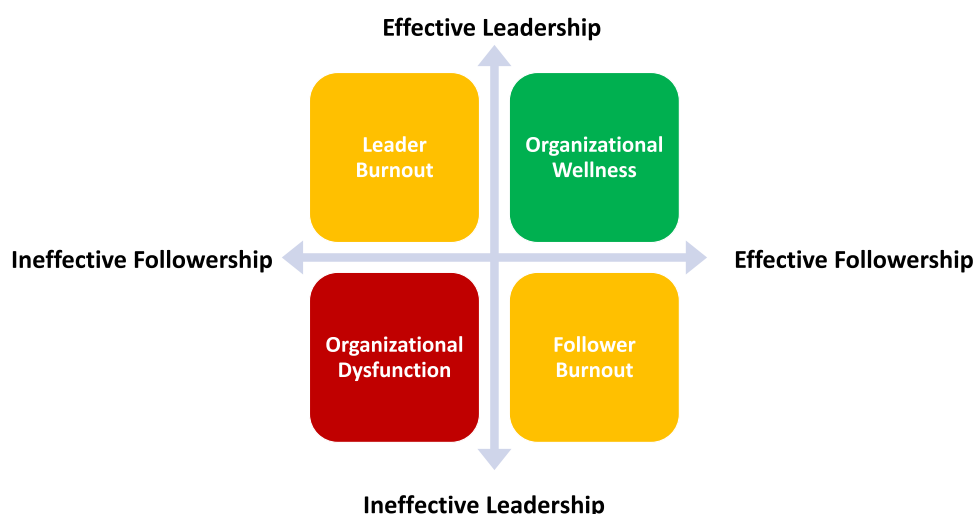 Effective Leadership
Leader
Burnout
Organizational
Wellness
Ineffective Followership
Effective Followership
Organizational
Dysfunction
Follower
Burnout
Ineffective Leadership